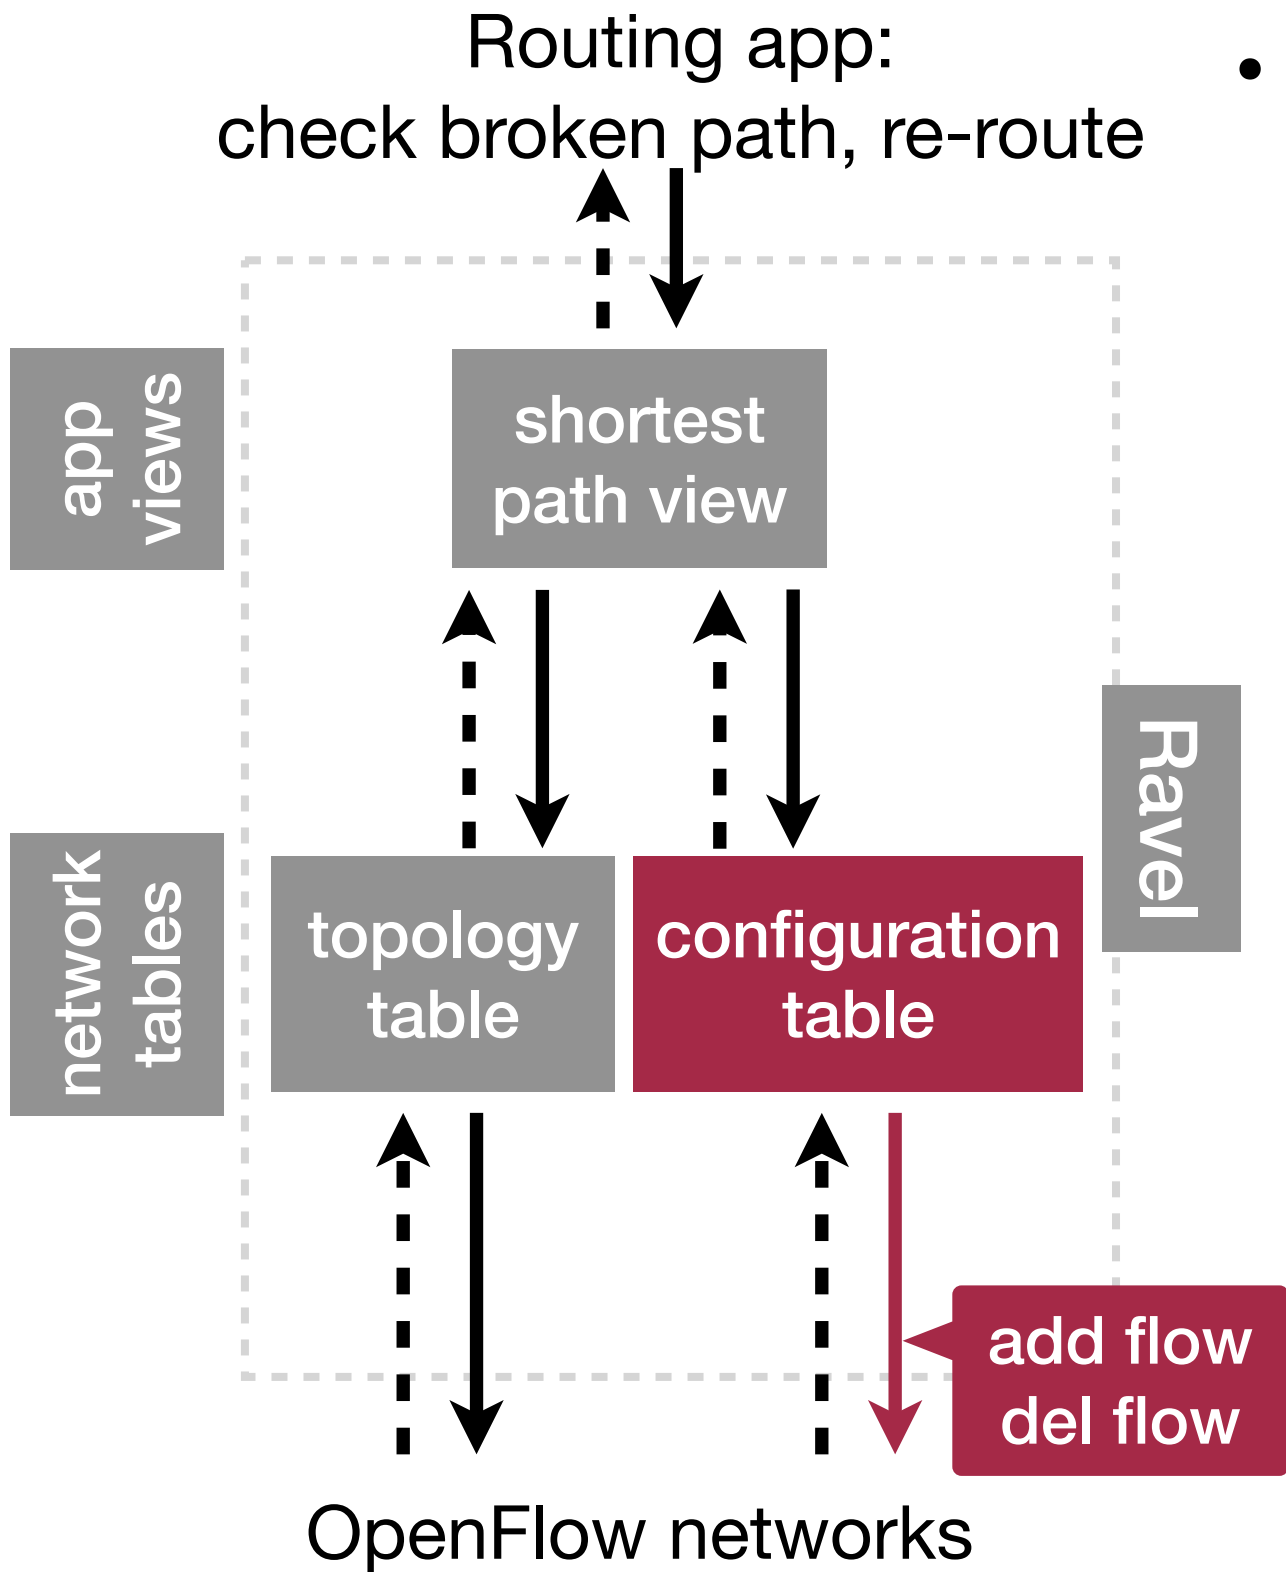 Routing app:
•
check broken path, re-route
app
views
shortest
path view
Ravel
network
tables
topology
table
configuration
table
add flow
del flow
OpenFlow networks